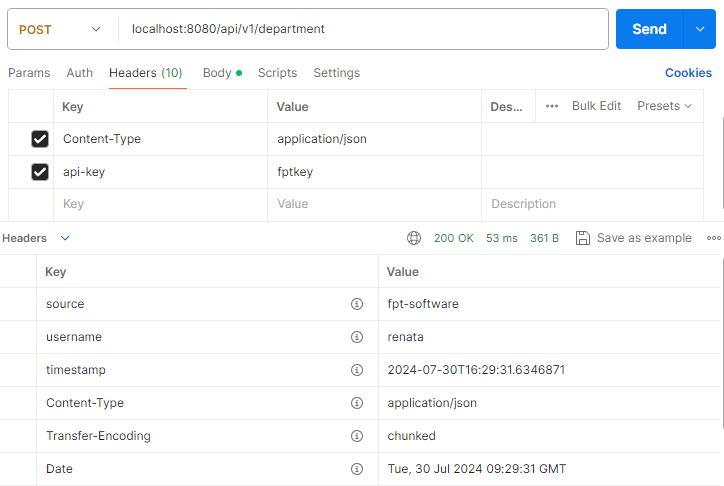 POST localhost:8080/api/v1/department Send
Params Auth Headers (10) Body Scripts Settings Cookies
Key Value Des... Bulk Edit Presets
Content-Type application/json
api-key fptkey
Key Value Description
Headers 200 OK 53 ms 361 B Save as example
Key Value
source fpt-software
username renata
timestamp 2024-07-30T16:29:31.6346871
Content-Type application/json
Transfer-Encoding chunked
Date Tue, 30 Jul 2024 09:29:31 GMT